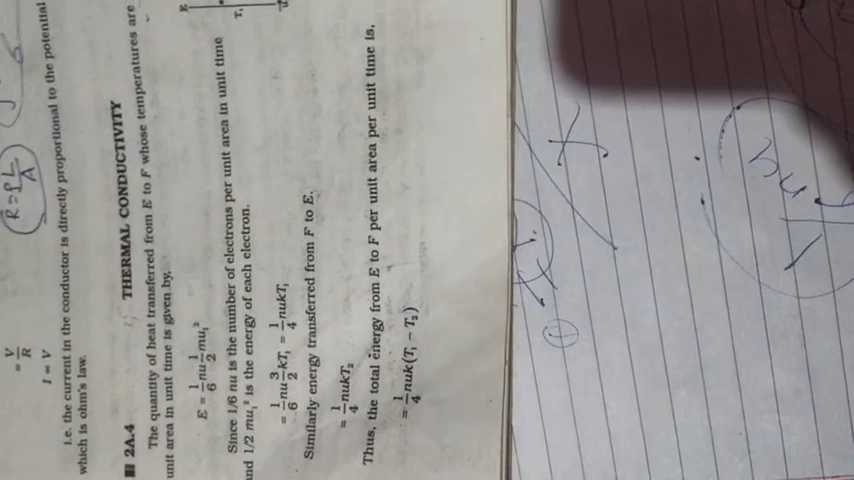 = V/R
I ∝ V
R = ρL/A
i.e. the current in the conductor is directly proportional to the potential
which is ohm's law.
2A.4 THERMAL CONDUCTIVITY
The quantity of heat transferred from E to F whose temperatures are
unit area in unit time is given by,
E = 1/6 nu 1/2 mu₁²
Since 1/6 nu is the number of electrons per unit area in unit time
and 1/2 mu₁² is the energy of each electron.
= 1/6 nu 3/2 kT₁ = 1/4 nukT₁
Similarly energy transferred from F to E.
= 1/4 nukT₂
Thus, the total energy from E to F per unit area per unit time is,
= 1/4 nuk(T₁ − T₂)
E
T₁